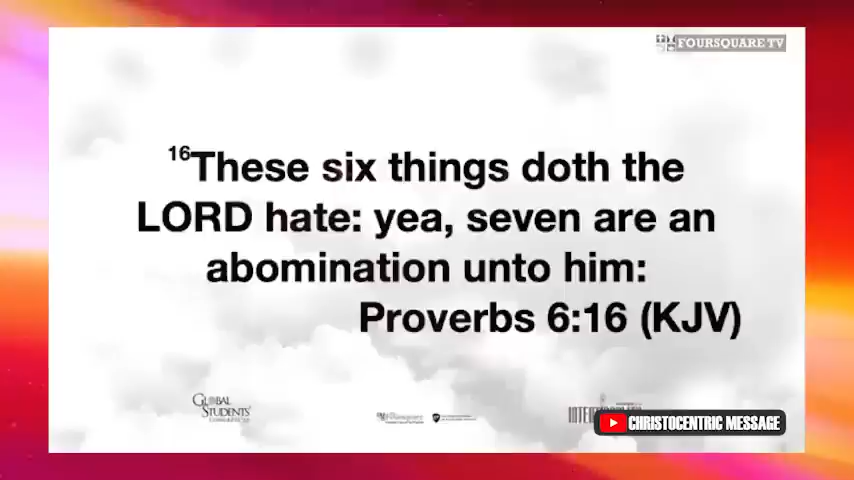 FOURSQUARE TV
16These six things doth the
LORD hate: yea, seven are an
abomination unto him:
Proverbs 6:16 (KJV)
GLOBAL
STUDENTS'
CHRISTOCENTRIC MESSAGE